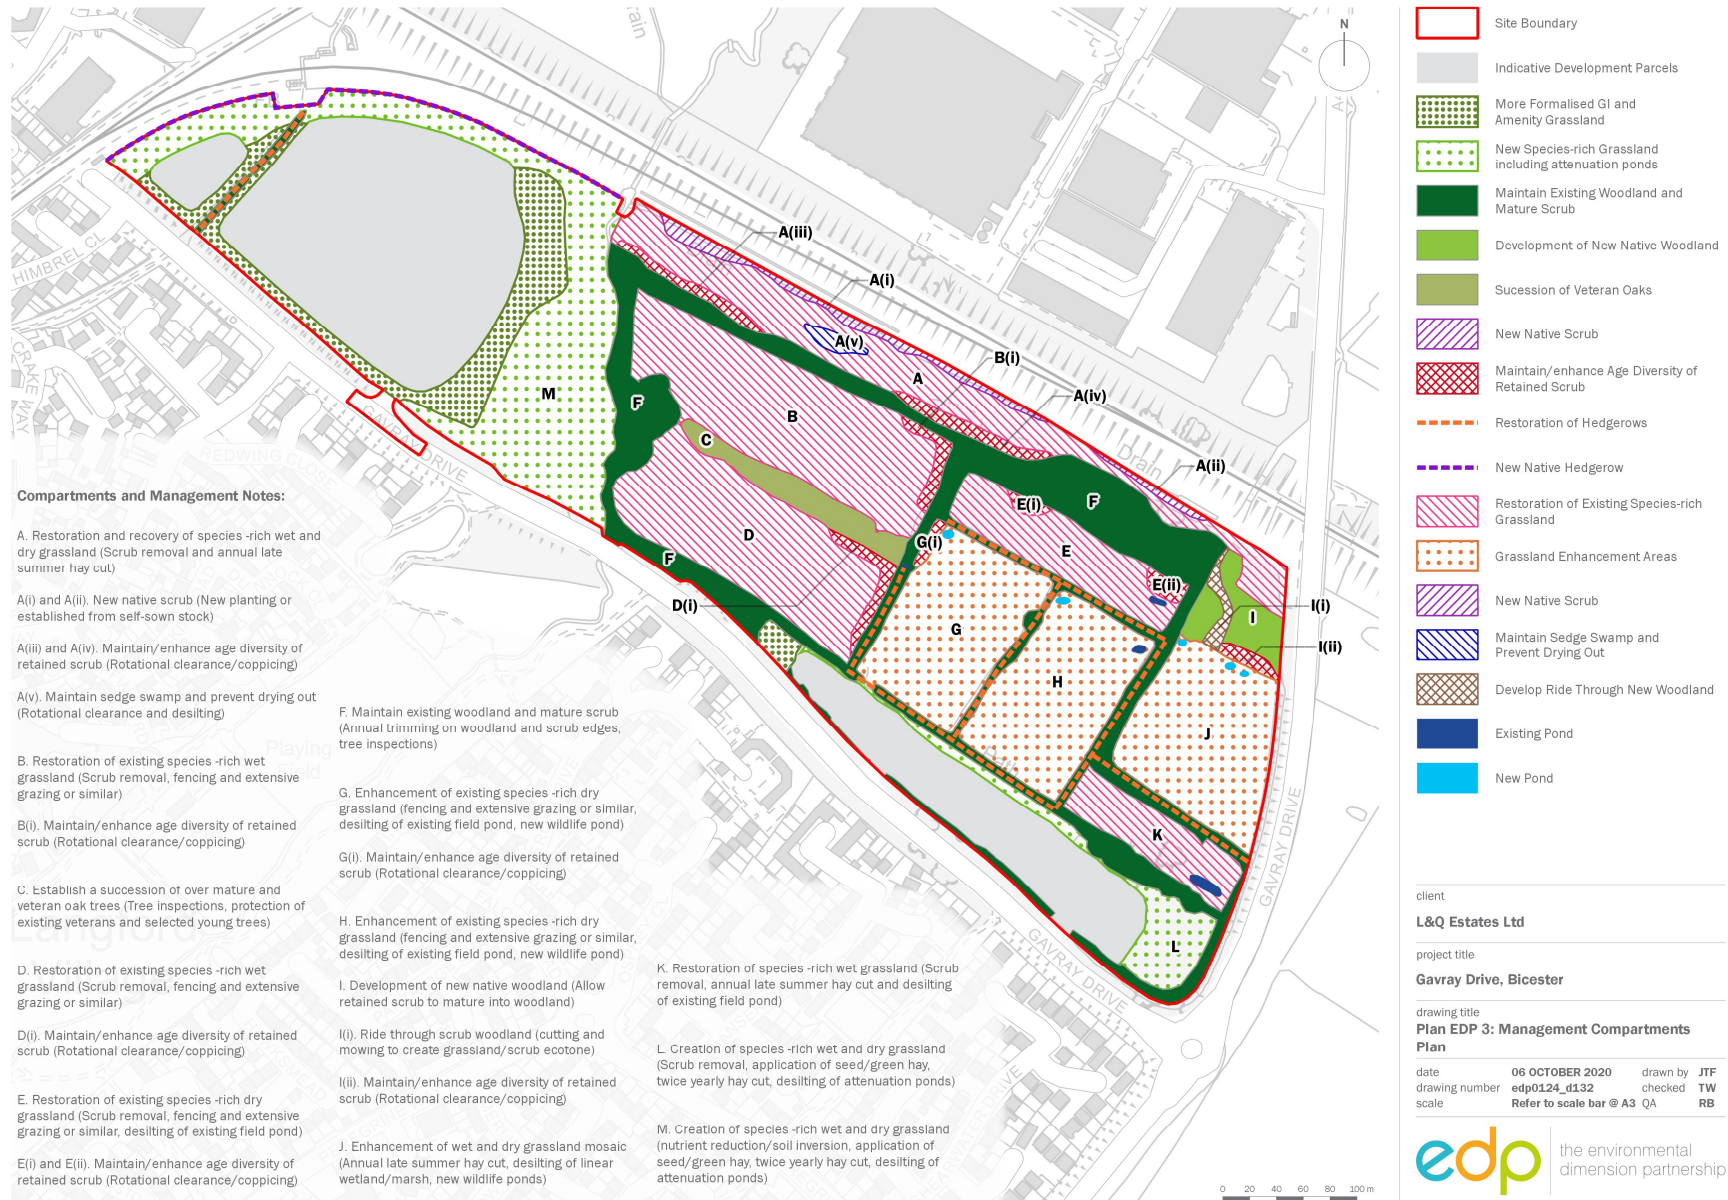 N
HIMBREL CL
CRAKE WAY
REDWING CL
GAVRAY DRIVE
Drain
Drain
Playing
Field
Langford
GAVRAY DRIVE
GAVRAY DRIVE
A(iii)
A(i)
A(v)
B(i)
A
A(iv)
A(ii)
M
F
B
C
F
E(i)
D
G(i)
E
E(ii)
F
D(i)
G
I
I(i)
I(ii)
H
J
K
L
Compartments and Management Notes:
A. Restoration and recovery of species -rich wet and
dry grassland (Scrub removal and annual late
summer hay cut)
A(i) and A(ii). New native scrub (New planting or
established from self-sown stock)
A(iii) and A(iv). Maintain/enhance age diversity of
retained scrub (Rotational clearance/coppicing)
A(v). Maintain sedge swamp and prevent drying out
(Rotational clearance and desilting)
B. Restoration of existing species -rich wet
grassland (Scrub removal, fencing and extensive
grazing or similar)
B(i). Maintain/enhance age diversity of retained
scrub (Rotational clearance/coppicing)
C. Establish a succession of over mature and
veteran oak trees (Tree inspections, protection of
existing veterans and selected young trees)
D. Restoration of existing species -rich wet
grassland (Scrub removal, fencing and extensive
grazing or similar)
D(i). Maintain/enhance age diversity of retained
scrub (Rotational clearance/coppicing)
E. Restoration of existing species -rich dry
grassland (Scrub removal, fencing and extensive
grazing or similar, desilting of existing field pond)
E(i) and E(ii). Maintain/enhance age diversity of
retained scrub (Rotational clearance/coppicing)
F. Maintain existing woodland and mature scrub
(Annual trimming on woodland and scrub edges,
tree inspections)
G. Enhancement of existing species -rich dry
grassland (fencing and extensive grazing or similar,
desilting of existing field pond, new wildlife pond)
G(i). Maintain/enhance age diversity of retained
scrub (Rotational clearance/coppicing)
H. Enhancement of existing species -rich dry
grassland (fencing and extensive grazing or similar,
desilting of existing field pond, new wildlife pond)
I. Development of new native woodland (Allow
retained scrub to mature into woodland)
I(i). Ride through scrub woodland (cutting and
mowing to create grassland/scrub ecotone)
I(ii). Maintain/enhance age diversity of retained
scrub (Rotational clearance/coppicing)
J. Enhancement of wet and dry grassland mosaic
(Annual late summer hay cut, desilting of linear
wetland/marsh, new wildlife ponds)
K. Restoration of species -rich wet grassland (Scrub
removal, annual late summer hay cut and desilting
of existing field pond)
L. Creation of species -rich wet and dry grassland
(Scrub removal, application of seed/green hay,
twice yearly hay cut, desilting of attenuation ponds)
M. Creation of species -rich wet and dry grassland
(nutrient reduction/soil inversion, application of
seed/green hay, twice yearly hay cut, desilting of
attenuation ponds)
0 20 40 60 80 100 m
Site Boundary
Indicative Development Parcels
More Formalised GI and
Amenity Grassland
New Species-rich Grassland
including attenuation ponds
Maintain Existing Woodland and
Mature Scrub
Development of New Native Woodland
Sucession of Veteran Oaks
New Native Scrub
Maintain/enhance Age Diversity of
Retained Scrub
Restoration of Hedgerows
New Native Hedgerow
Restoration of Existing Species-rich
Grassland
Grassland Enhancement Areas
New Native Scrub
Maintain Sedge Swamp and
Prevent Drying Out
Develop Ride Through New Woodland
Existing Pond
New Pond
client
L&Q Estates Ltd
project title
Gavray Drive, Bicester
drawing title
Plan EDP 3: Management Compartments
Plan
date 06 OCTOBER 2020 drawn by JTF
drawing number edp0124_d132 checked TW
scale Refer to scale bar @ A3 QA RB
edp
the environmental
dimension partnership